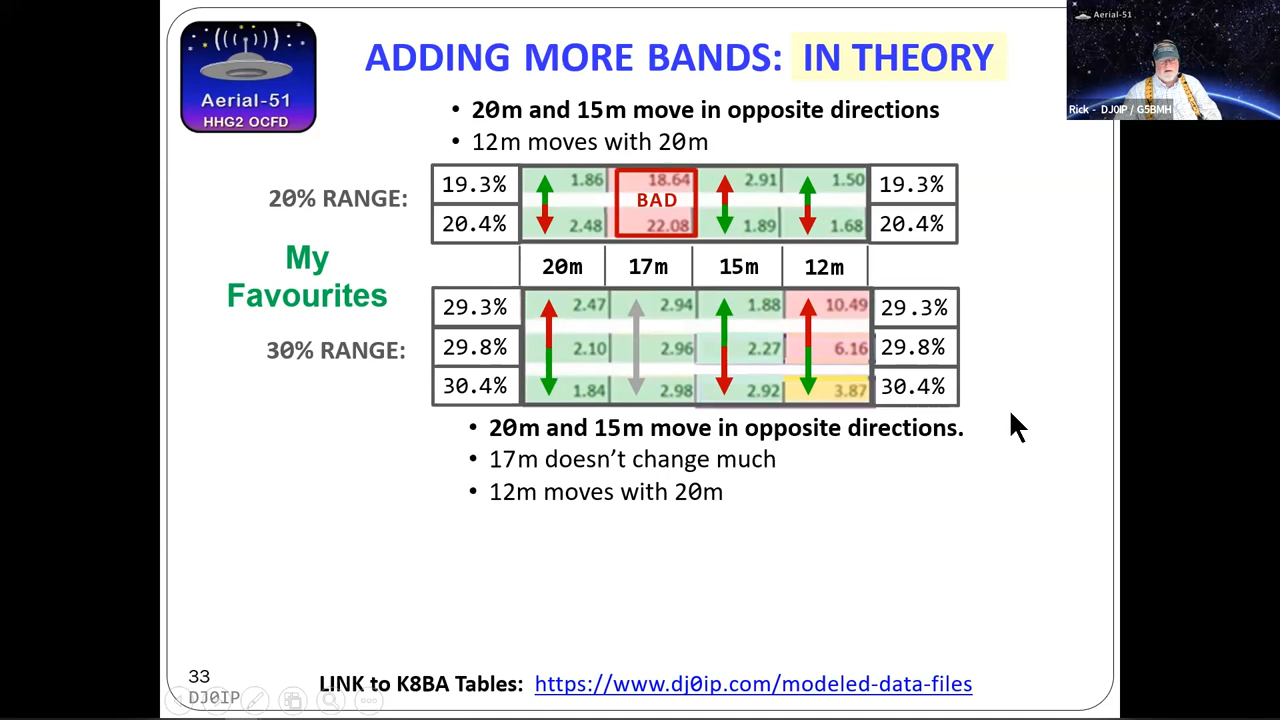 ADDING MORE BANDS: IN THEORY
Aerial-51
HHG2 OCFD
Aerial-51
Rick - DJ0IP / G5BMH
• 20m and 15m move in opposite directions
• 12m moves with 20m
20% RANGE:
19.3% 1.86 18.64 2.91 1.50 19.3%
BAD
20.4% 2.48 22.08 1.89 1.68 20.4%
My
Favourites
20m 17m 15m 12m
30% RANGE:
29.3% 2.47 2.94 1.88 10.49 29.3%
29.8% 2.10 2.96 2.27 6.16 29.8%
30.4% 1.84 2.98 2.92 3.87 30.4%
• 20m and 15m move in opposite directions.
• 17m doesn’t change much
• 12m moves with 20m
33
DJ0IP
LINK to K8BA Tables: https://www.dj0ip.com/modeled-data-files